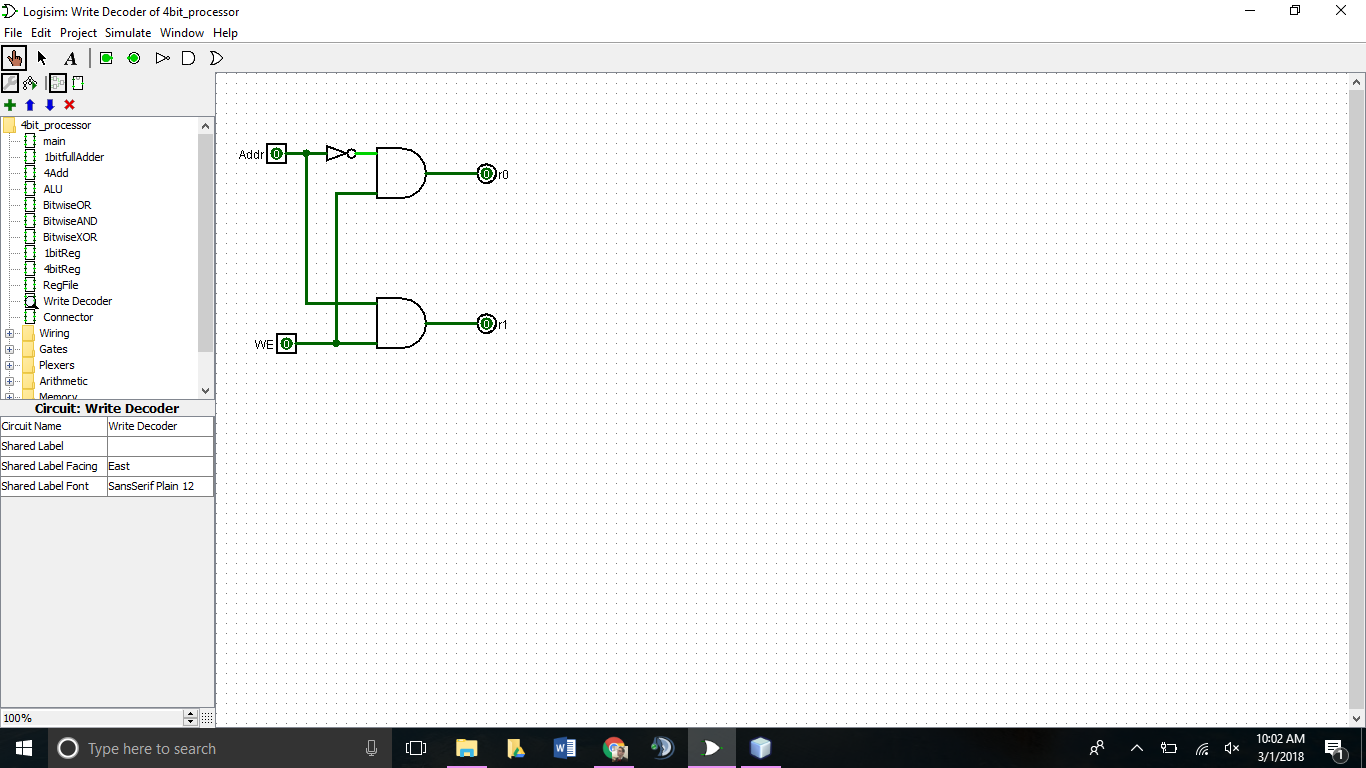 Logisim: Write Decoder of 4bit_processor
File Edit Project Simulate Window Help
A
4bit_processor
main
1bitfullAdder
4Add
ALU
BitwiseOR
BitwiseAND
BitwiseXOR
1bitReg
4bitReg
RegFile
Write Decoder
Connector
Wiring
Gates
Plexers
Arithmetic
Memory
Circuit: Write Decoder
Circuit Name Write Decoder
Shared Label
Shared Label Facing East
Shared Label Font SansSerif Plain 12
100%
Addr 0
0 r0
0 r1
WE 0
Type here to search
10:02 AM
3/1/2018
1